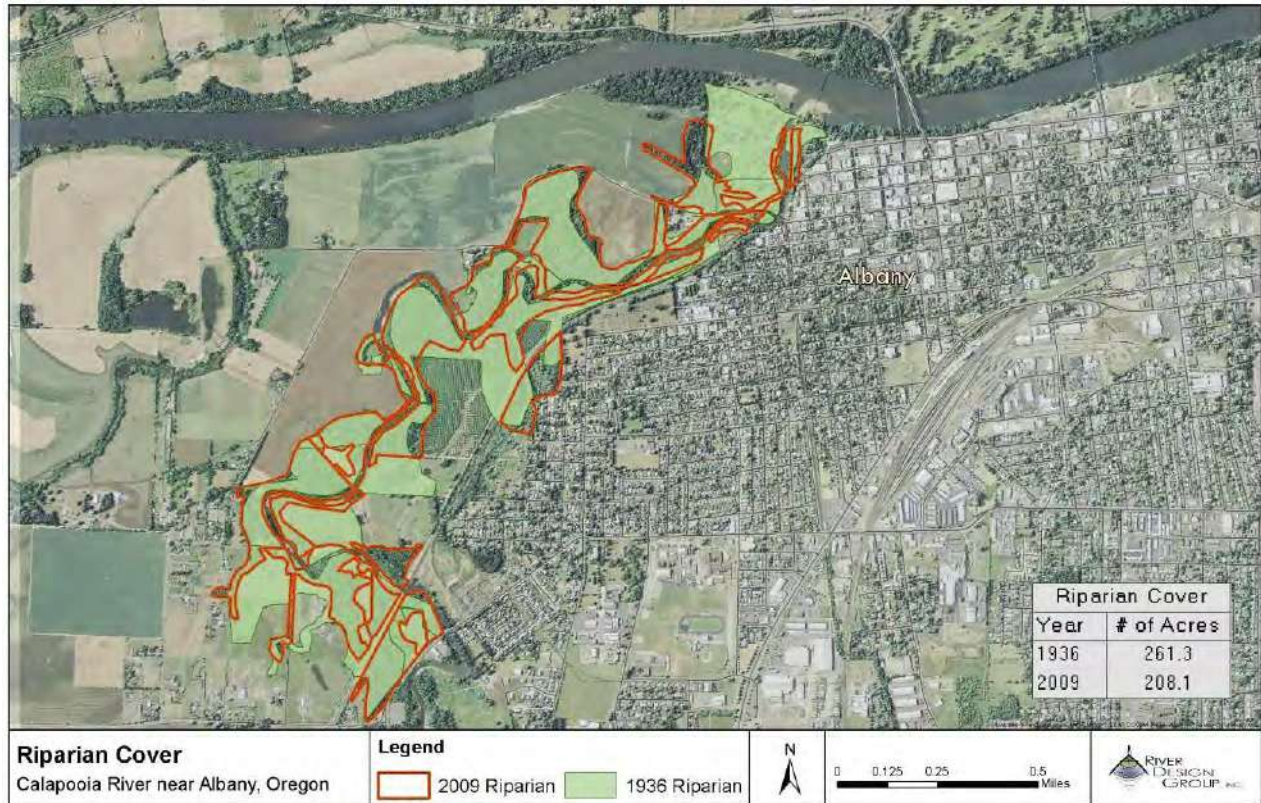 Albany
Riparian Cover
Year # of Acres
1936 261.3
2009 208.1
Riparian Cover
Calapooia River near Albany, Oregon
Legend
2009 Riparian 1936 Riparian
N
0 0.125 0.25 0.5
Miles
RIVER
DESIGN
GROUP, INC.